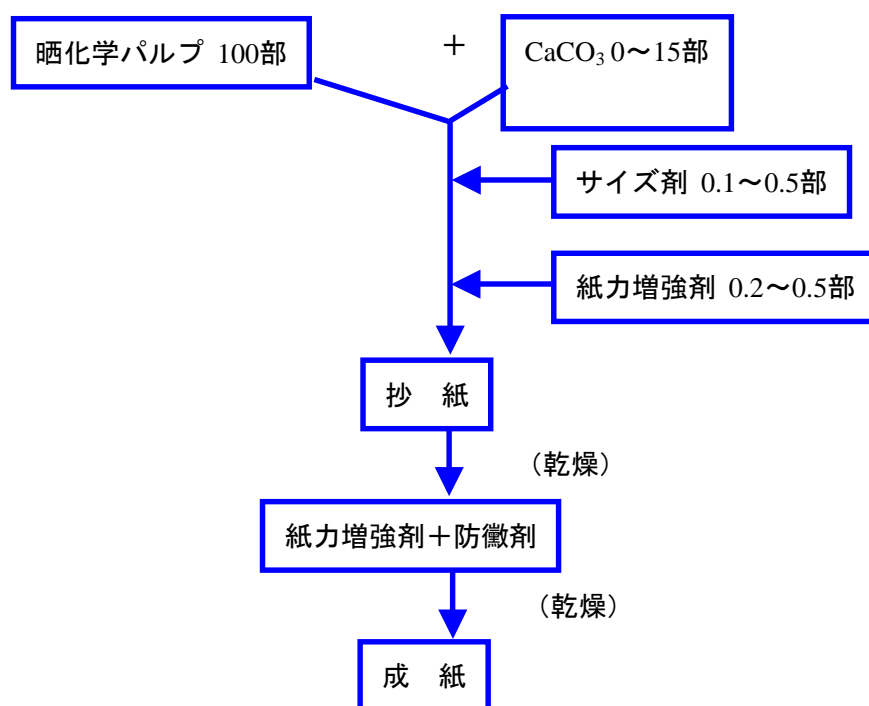 晒化学パルプ 100部
＋
CaCO₃ 0～15部
サイズ剤 0.1～0.5部
紙力増強剤 0.2～0.5部
抄　紙
（乾燥）
紙力増強剤＋防黴剤
（乾燥）
成　紙